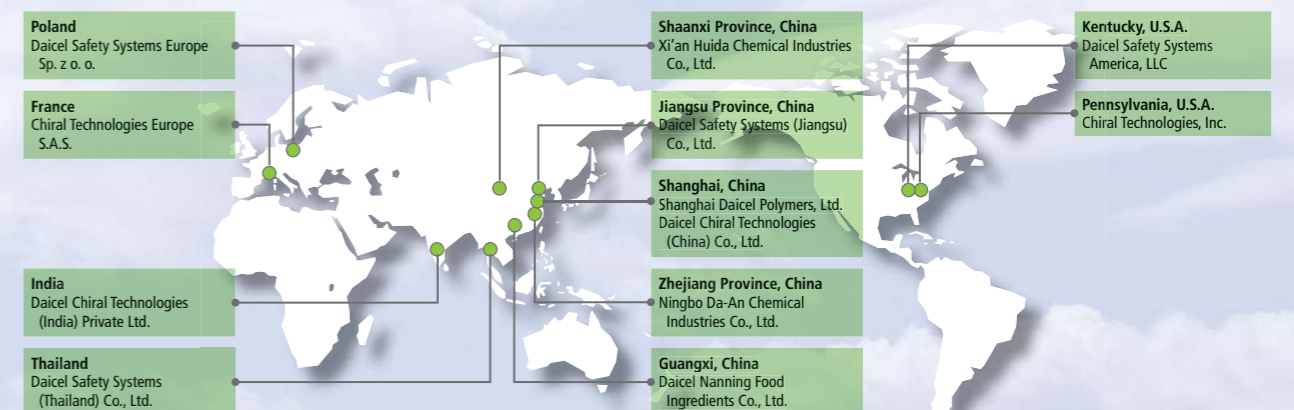 Poland
Daicel Safety Systems Europe
Sp. z o. o.
France
Chiral Technologies Europe
S.A.S.
India
Daicel Chiral Technologies
(India) Private Ltd.
Thailand
Daicel Safety Systems
(Thailand) Co., Ltd.
Shaanxi Province, China
Xi'an Huida Chemical Industries
Co., Ltd.
Jiangsu Province, China
Daicel Safety Systems (Jiangsu)
Co., Ltd.
Shanghai, China
Shanghai Daicel Polymers, Ltd.
Daicel Chiral Technologies
(China) Co., Ltd.
Zhejiang Province, China
Ningbo Da-An Chemical
Industries Co., Ltd.
Guangxi, China
Daicel Nanning Food
Ingredients Co., Ltd.
Kentucky, U.S.A.
Daicel Safety Systems
America, LLC
Pennsylvania, U.S.A.
Chiral Technologies, Inc.